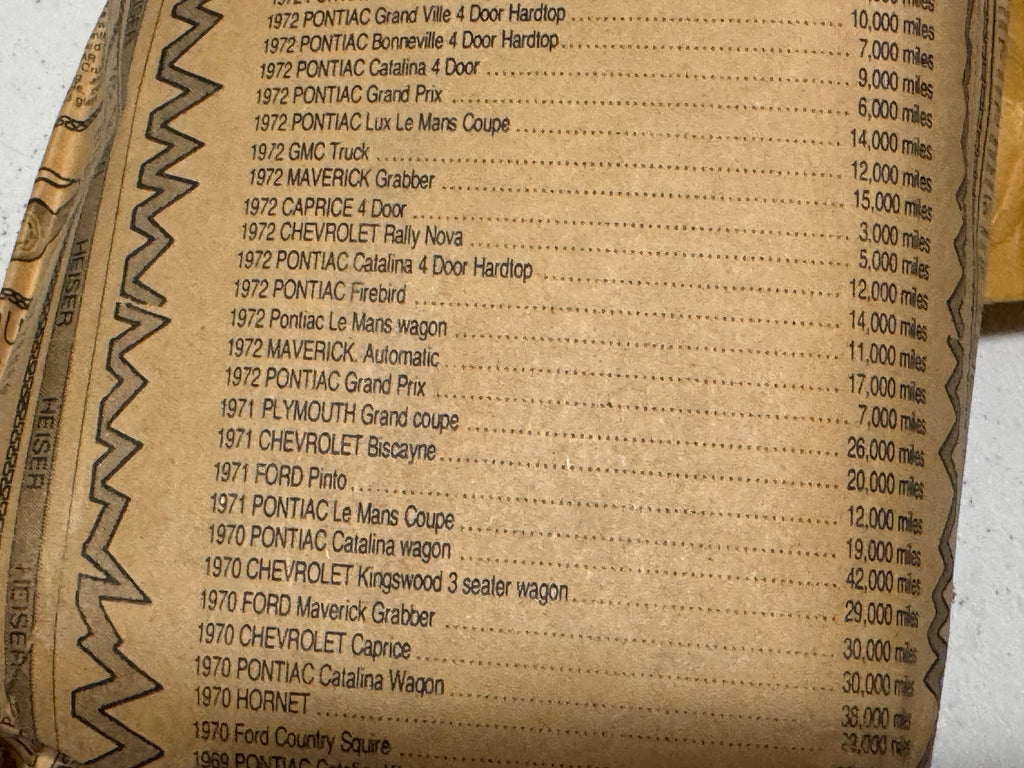 1972 PONTIAC Grand Ville 4 Door Hardtop 10,000 miles
1972 PONTIAC Bonneville 4 Door Hardtop 7,000 miles
1972 PONTIAC Catalina 4 Door 9,000 miles
1972 PONTIAC Grand Prix 6,000 miles
1972 PONTIAC Lux Le Mans Coupe 14,000 miles
1972 GMC Truck 12,000 miles
1972 MAVERICK Grabber 15,000 miles
1972 CAPRICE 4 Door 3,000 miles
1972 CHEVROLET Rally Nova 5,000 miles
1972 PONTIAC Catalina 4 Door Hardtop 12,000 miles
1972 PONTIAC Firebird 14,000 miles
1972 Pontiac Le Mans wagon 11,000 miles
1972 MAVERICK. Automatic 17,000 miles
1972 PONTIAC Grand Prix 7,000 miles
1971 PLYMOUTH Grand coupe 26,000 miles
1971 CHEVROLET Biscayne 20,000 miles
1971 FORD Pinto 12,000 miles
1971 PONTIAC Le Mans Coupe 19,000 miles
1970 PONTIAC Catalina wagon 42,000 miles
1970 CHEVROLET Kingswood 3 seater wagon 29,000 miles
1970 FORD Maverick Grabber 30,000 miles
1970 CHEVROLET Caprice 30,000 miles
1970 PONTIAC Catalina Wagon 38,000 miles
1970 HORNET miles
1970 Ford Country Squire
1969 PONTIAC
HEISER
HEISER
HEISER